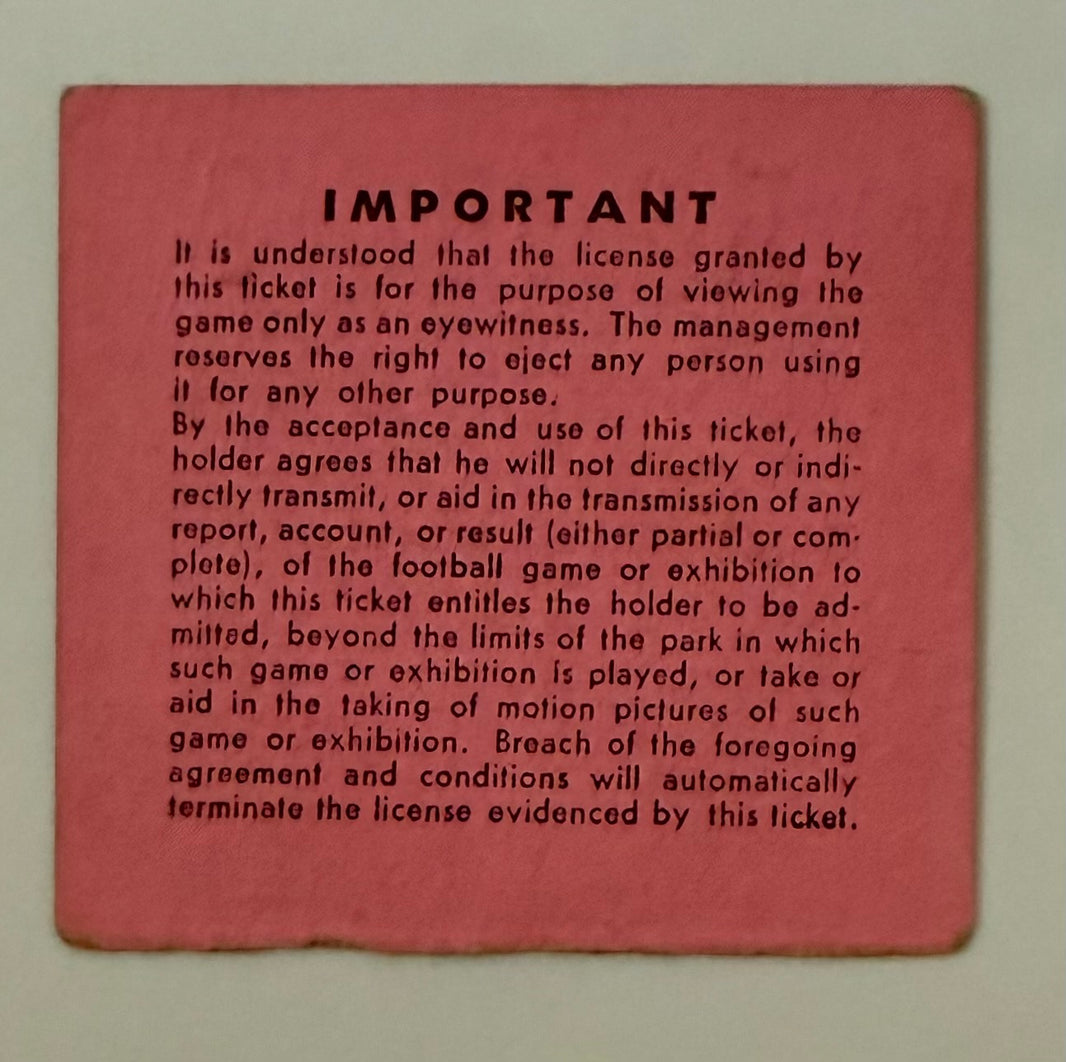 IMPORTANT
It is understood that the license granted by
this ticket is for the purpose of viewing the
game only as an eyewitness. The management
reserves the right to eject any person using
it for any other purpose.
By the acceptance and use of this ticket, the
holder agrees that he will not directly or indi-
rectly transmit, or aid in the transmission of any
report, account, or result (either partial or com-
plete), of the football game or exhibition to
which this ticket entitles the holder to be ad-
mitted, beyond the limits of the park in which
such game or exhibition is played, or take or
aid in the taking of motion pictures of such
game or exhibition. Breach of the foregoing
agreement and conditions will automatically
terminate the license evidenced by this ticket.